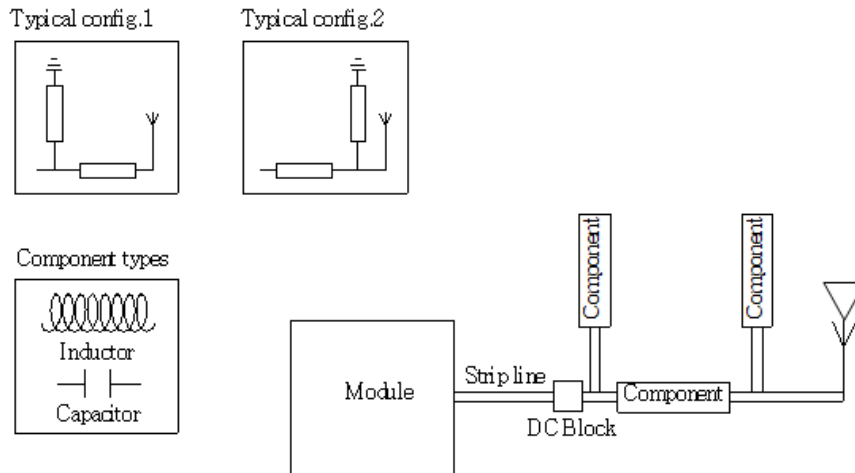 Typical config.1
Typical config.2
Component types
Inductor
Capacitor
Module
Strip line
DC Block
Component
Component
Component